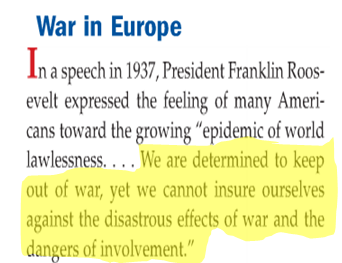 War in Europe
In a speech in 1937, President Franklin Roos-
evelt expressed the feeling of many Ameri-
cans toward the growing “epidemic of world
lawlessness. . . . We are determined to keep
out of war, yet we cannot insure ourselves
against the disastrous effects of war and the
dangers of involvement.”